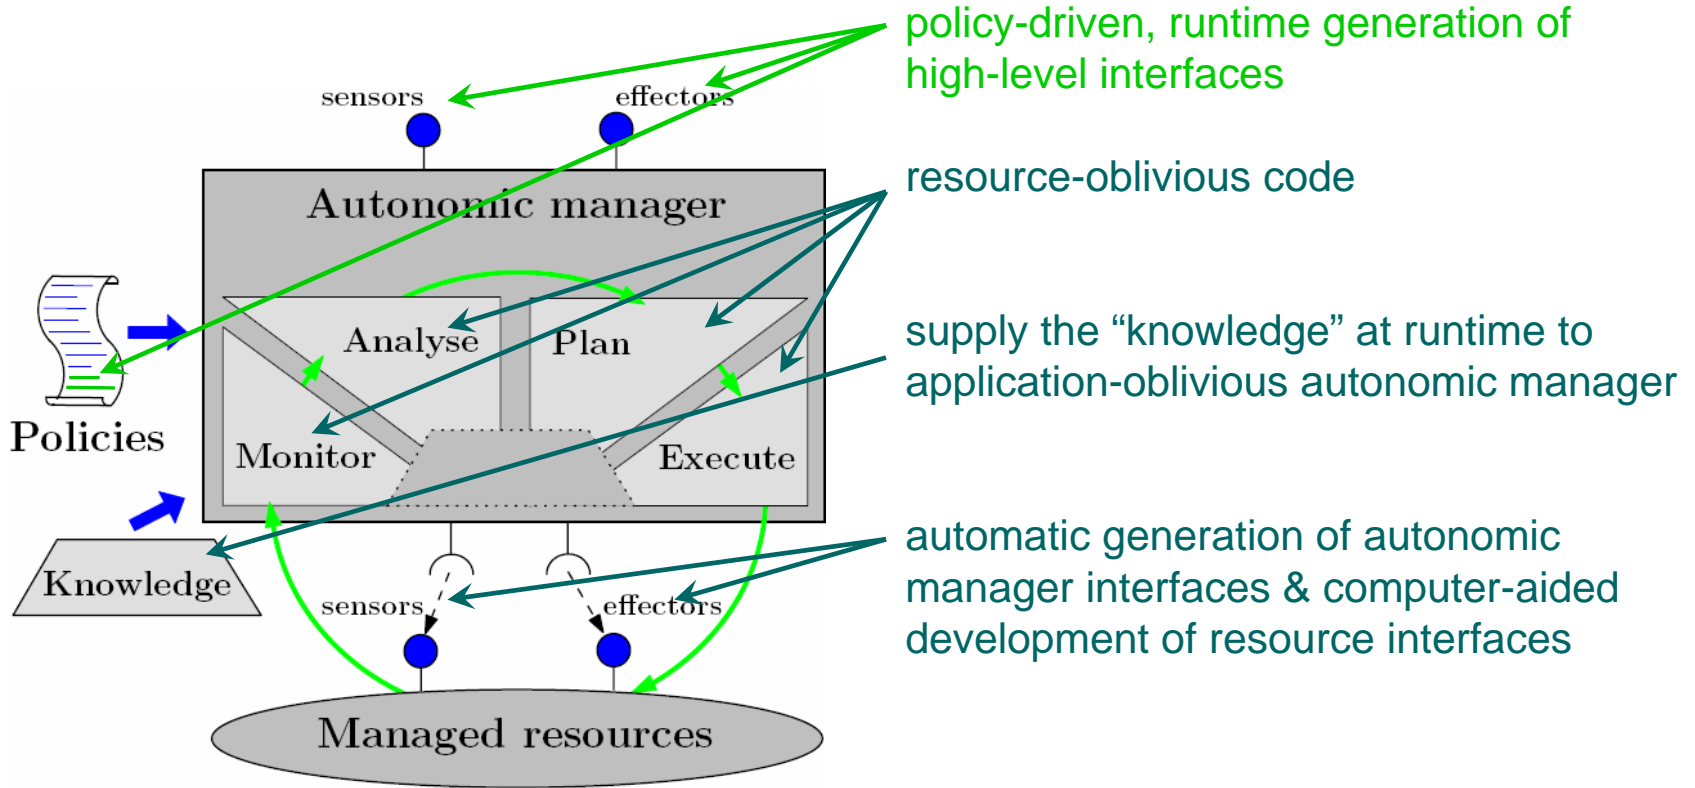 policy-driven, runtime generation of
high-level interfaces
sensors
effectors
resource-oblivious code
Autonomic manager
supply the “knowledge” at runtime to
application-oblivious autonomic manager
Analyse
Plan
Policies
Monitor
Execute
automatic generation of autonomic
manager interfaces & computer-aided
development of resource interfaces
Knowledge
sensors
effectors
Managed resources